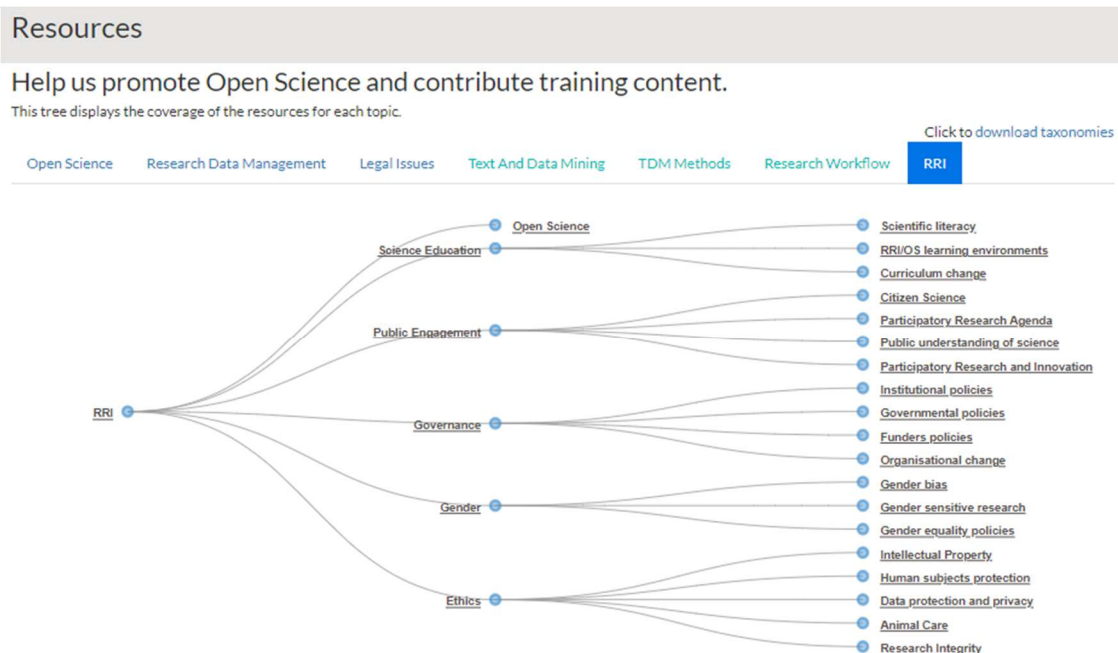 Resources
Help us promote Open Science and contribute training content.
This tree displays the coverage of the resources for each topic.
Click to download taxonomies
Open Science Research Data Management Legal Issues Text And Data Mining TDM Methods Research Workflow RRI
Open Science
Science Education
Scientific literacy
RRI/OS learning environments
Curriculum change
Public Engagement
Citizen Science
Participatory Research Agenda
Public understanding of science
Participatory Research and Innovation
RRI
Governance
Institutional policies
Governmental policies
Funders policies
Organisational change
Gender
Gender bias
Gender sensitive research
Gender equality policies
Ethics
Intellectual Property
Human subjects protection
Data protection and privacy
Animal Care
Research Integrity